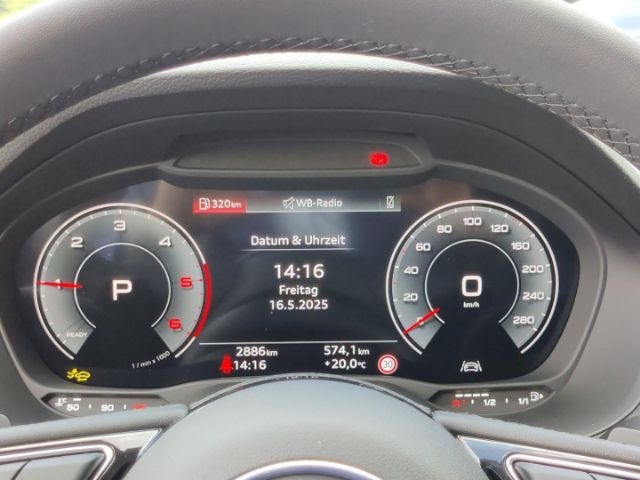 320km WB-Radio
Datum & Uhrzeit
14:16
Freitag
16.5.2025
1 2 3 4 5 6
P
READY
1/min x 1000
0 20 40 60 80 100 120 160 200 240 280
0
km/h
2886km 574,1km
14:16 +20,0°C
30
°C 50 90
1/2 1/1